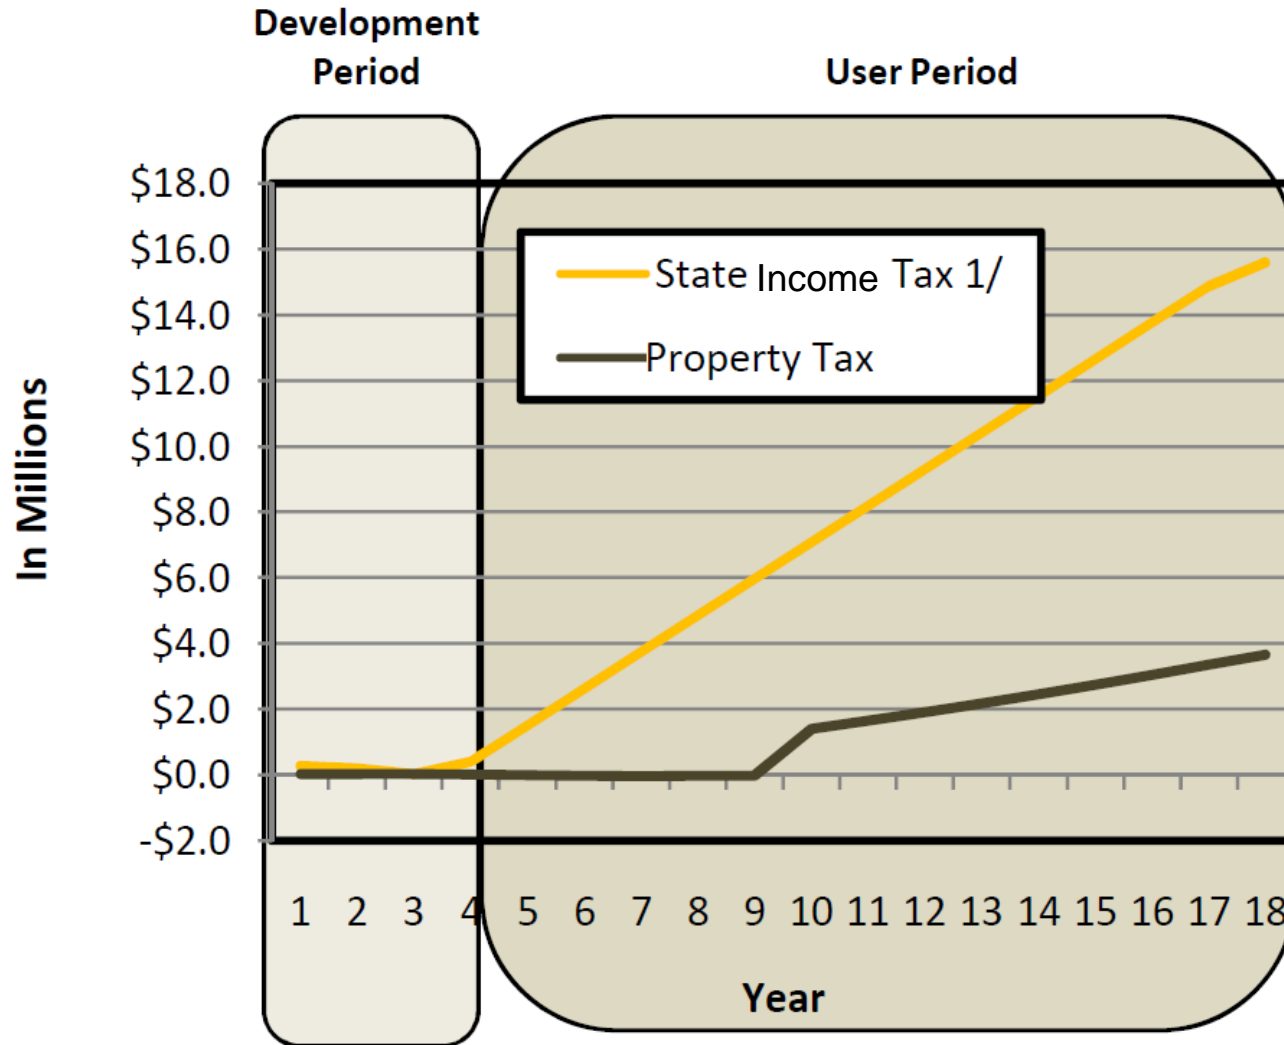 Development
Period
User Period
$18.0
$16.0
$14.0
$12.0
$10.0
$8.0
$6.0
$4.0
$2.0
$0.0
-$2.0
In Millions
State Income Tax 1/
Property Tax
1 2 3 4 5 6 7 8 9 10 11 12 13 14 15 16 17 18
Year